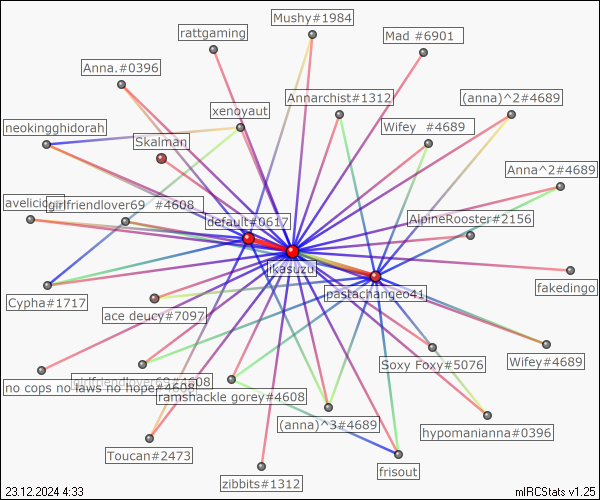 Mushy#1984
rattgaming
Mad #6901
Anna.#0396
Annarchist#1312
(anna)^2#4689
xenoyaut
neokingghidorah
Wifey #4689
Skalman
Anna^2#4689
girlfriendlover69 #4608
default#0617
AlpineRooster#2156
ikasuzu
fakedingo
pastachangeo41
Cypha#1717
ace deucy#7097
Soxy Foxy#5076
Wifey#4689
no cops no laws no hope#4608
girlfriendlover69#4608
ramshackle gorey#4608
(anna)^3#4689
hypomanianna#0396
Toucan#2473
frisout
zibbits#1312
23.12.2024 4:33
mIRCStats v1.25